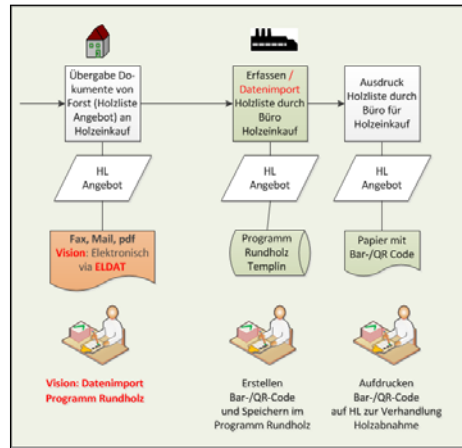 Übergabe Do-
kumente von
Forst (Holzliste
Angebot) an
Holzeinkauf
Erfassen / 
Datenimport
Holzliste durch
Büro
Holzeinkauf
Ausdruck
Holzliste durch
Büro für
Holzeinkauf
HL
Angebot
HL
Angebot
HL
Angebot
Fax, Mail, pdf
Vision: Elektronisch
via ELDAT
Programm
Rundholz
Templin
Papier mit
Bar-/QR Code
Vision: Datenimport
Programm Rundholz
Erstellen
Bar-/QR-Code
und Speichern im
Programm Rundholz
Aufdrucken
Bar-/QR-Code
auf HL zur Verhandlung
Holzabnahme